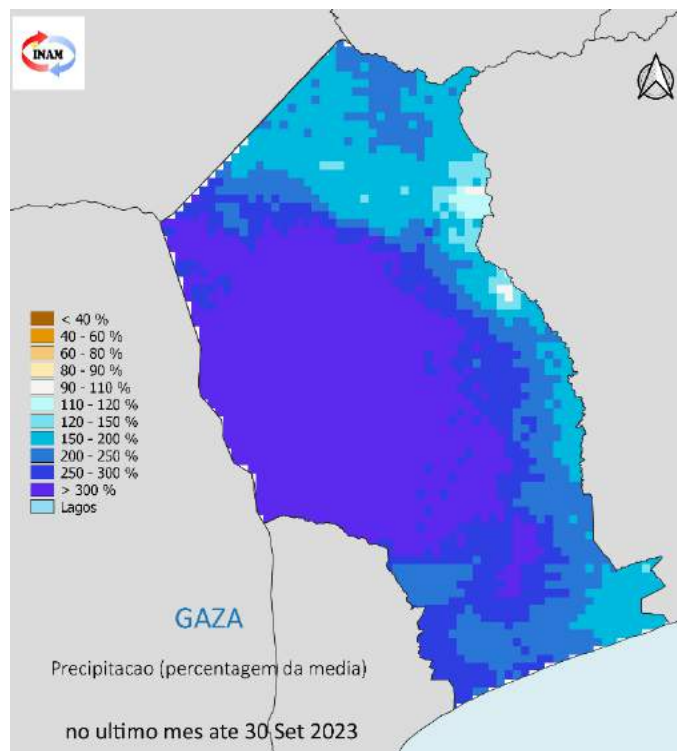 INAM
< 40 %
40 - 60 %
60 - 80 %
80 - 90 %
90 - 110 %
110 - 120 %
120 - 150 %
150 - 200 %
200 - 250 %
250 - 300 %
> 300 %
Lagos
GAZA
Precipitacao (percentagem da media)
no ultimo mes ate 30 Set 2023